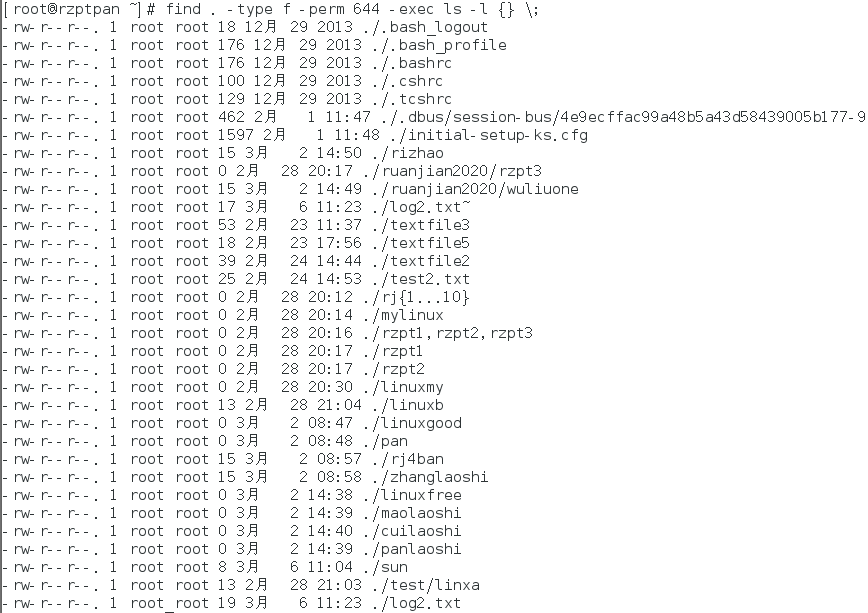 [root@rzptpan ~]# find . -type f -perm 644 -exec ls -l {} \;
-rw-r--r--. 1 root root 18 12月 29 2013 ./.bash_logout
-rw-r--r--. 1 root root 176 12月 29 2013 ./.bash_profile
-rw-r--r--. 1 root root 176 12月 29 2013 ./.bashrc
-rw-r--r--. 1 root root 100 12月 29 2013 ./.cshrc
-rw-r--r--. 1 root root 129 12月 29 2013 ./.tcshrc
-rw-r--r--. 1 root root 462 2月   1 11:47 ./.dbus/session-bus/4e9ecffac99a48b5a43d58439005b177-9
-rw-r--r--. 1 root root 1597 2月   1 11:48 ./initial-setup-ks.cfg
-rw-r--r--. 1 root root 15 3月   2 14:50 ./rizhao
-rw-r--r--. 1 root root 0 2月  28 20:17 ./ruanjian2020/rzpt3
-rw-r--r--. 1 root root 15 3月   2 14:49 ./ruanjian2020/wuliuone
-rw-r--r--. 1 root root 17 3月   6 11:23 ./log2.txt~
-rw-r--r--. 1 root root 53 2月  23 11:37 ./textfile3
-rw-r--r--. 1 root root 18 2月  23 17:56 ./textfile5
-rw-r--r--. 1 root root 39 2月  24 14:44 ./textfile2
-rw-r--r--. 1 root root 25 2月  24 14:53 ./test2.txt
-rw-r--r--. 1 root root 0 2月  28 20:12 ./rj{1...10}
-rw-r--r--. 1 root root 0 2月  28 20:14 ./mylinux
-rw-r--r--. 1 root root 0 2月  28 20:16 ./rzpt1,rzpt2,rzpt3
-rw-r--r--. 1 root root 0 2月  28 20:17 ./rzpt1
-rw-r--r--. 1 root root 0 2月  28 20:17 ./rzpt2
-rw-r--r--. 1 root root 0 2月  28 20:30 ./linuxmy
-rw-r--r--. 1 root root 13 2月  28 21:04 ./linuxb
-rw-r--r--. 1 root root 0 3月   2 08:47 ./linuxgood
-rw-r--r--. 1 root root 0 3月   2 08:48 ./pan
-rw-r--r--. 1 root root 15 3月   2 08:57 ./rj4ban
-rw-r--r--. 1 root root 15 3月   2 08:58 ./zhanglaoshi
-rw-r--r--. 1 root root 0 3月   2 14:38 ./linuxfree
-rw-r--r--. 1 root root 0 3月   2 14:39 ./maolaoshi
-rw-r--r--. 1 root root 0 3月   2 14:40 ./cuilaoshi
-rw-r--r--. 1 root root 0 3月   2 14:39 ./panlaoshi
-rw-r--r--. 1 root root 8 3月   6 11:04 ./sun
-rw-r--r--. 1 root root 13 2月  28 21:03 ./test/linxa
-rw-r--r--. 1 root root 19 3月   6 11:23 ./log2.txt